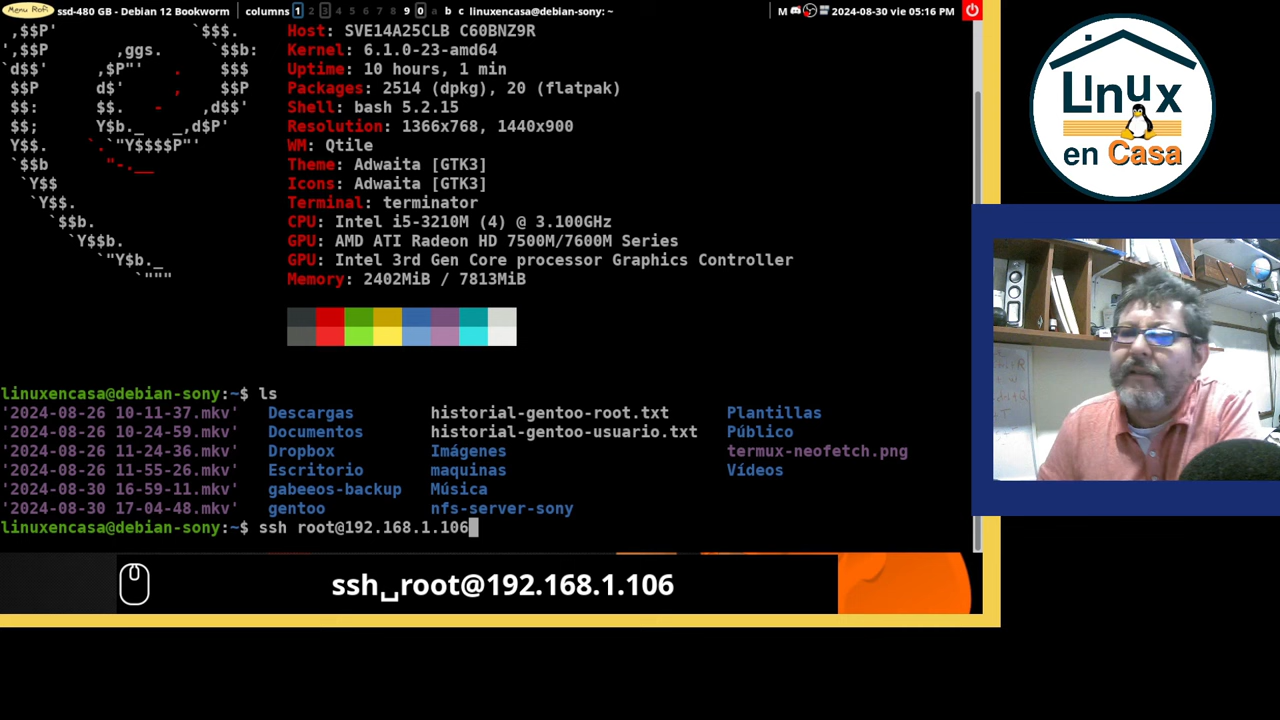 Menu Rofi ssd-480 GB - Debian 12 Bookworm columns 1 2 3 4 5 6 7 8 9 0 a b c linuxencasa@debian-sony: ~ M 2024-08-30 vie 05:16 PM
,$$P' `$$$. Host: SVE14A25CLB C60BNZ9R
',$$P ,ggs. `$$b: Kernel: 6.1.0-23-amd64
`d$$' ,$P"' . $$$ Uptime: 10 hours, 1 min
$$P d$' , $$P Packages: 2514 (dpkg), 20 (flatpak)
$$: $$. - ,d$$' Shell: bash 5.2.15
$$; Y$b._ _,d$P' Resolution: 1366x768, 1440x900
Y$$. `.`"Y$$$$P"' WM: Qtile
`$$b "-.__ Theme: Adwaita [GTK3]
`Y$$ Icons: Adwaita [GTK3]
`Y$$. Terminal: terminator
`$$b. CPU: Intel i5-3210M (4) @ 3.100GHz
`Y$$b. GPU: AMD ATI Radeon HD 7500M/7600M Series
`"Y$b._ GPU: Intel 3rd Gen Core processor Graphics Controller
`""" Memory: 2402MiB / 7813MiB
linuxencasa@debian-sony:~$ ls
'2024-08-26 10-11-37.mkv' Descargas historial-gentoo-root.txt Plantillas
'2024-08-26 10-24-59.mkv' Documentos historial-gentoo-usuario.txt Público
'2024-08-26 11-24-36.mkv' Dropbox Imágenes termux-neofetch.png
'2024-08-26 11-55-26.mkv' Escritorio maquinas Vídeos
'2024-08-30 16-59-11.mkv' gabeeos-backup Música
'2024-08-30 17-04-48.mkv' gentoo nfs-server-sony
linuxencasa@debian-sony:~$ ssh root@192.168.1.106
ssh␣root@192.168.1.106
Linux
en Casa